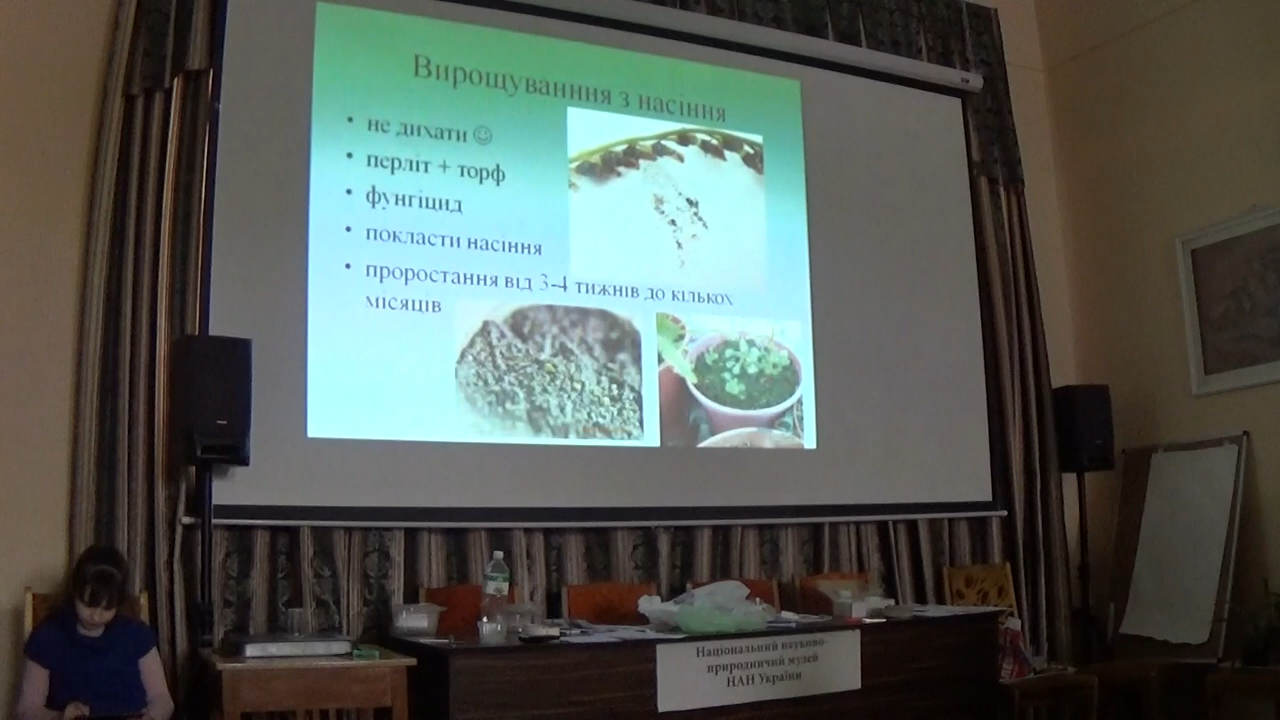 Вирощуванння з насіння
• не дихати ☺
• перліт + торф
• фунгіцид
• покласти насіння
• проростання від 3-4 тижнів до кількох
місяців
Національний науково-
природничий музей
НАН України